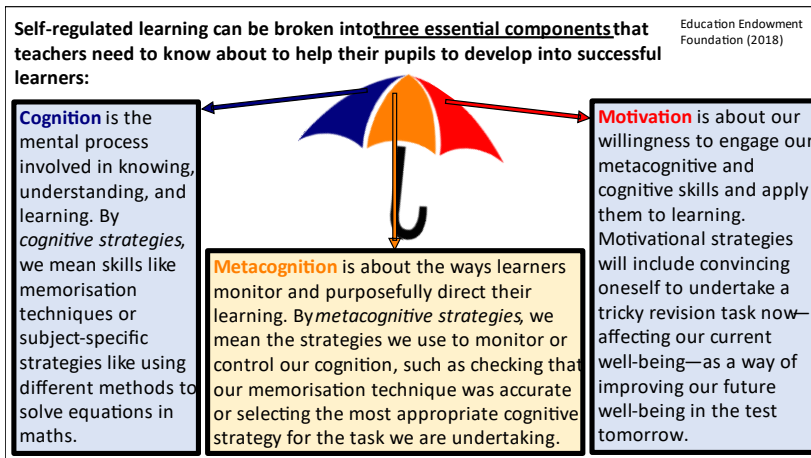 Self-regulated learning can be broken into three essential components that
teachers need to know about to help their pupils to develop into successful
learners:
Education Endowment
Foundation (2018)
Cognition is the
mental process
involved in knowing,
understanding, and
learning. By
cognitive strategies,
we mean skills like
memorisation
techniques or
subject-specific
strategies like using
different methods to
solve equations in
maths.
Metacognition is about the ways learners
monitor and purposefully direct their
learning. By metacognitive strategies, we
mean the strategies we use to monitor or
control our cognition, such as checking that
our memorisation technique was accurate
or selecting the most appropriate cognitive
strategy for the task we are undertaking.
Motivation is about our
willingness to engage our
metacognitive and
cognitive skills and apply
them to learning.
Motivational strategies
will include convincing
oneself to undertake a
tricky revision task now—
affecting our current
well-being—as a way of
improving our future
well-being in the test
tomorrow.